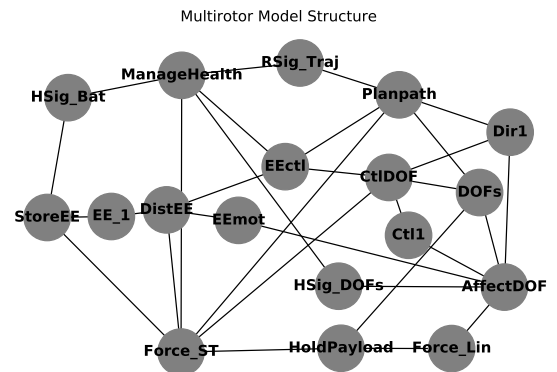 Multirotor Model Structure
RSig_Traj
ManageHealth
Planpath
HSig_Bat
Dir1
EEctl
CtlDOF
DOFs
DistEE
StoreEE
EE_1
EEmot
Ctl1
HSig_DOFs
AffectDOF
Force_ST
HoldPayload
Force_Lin